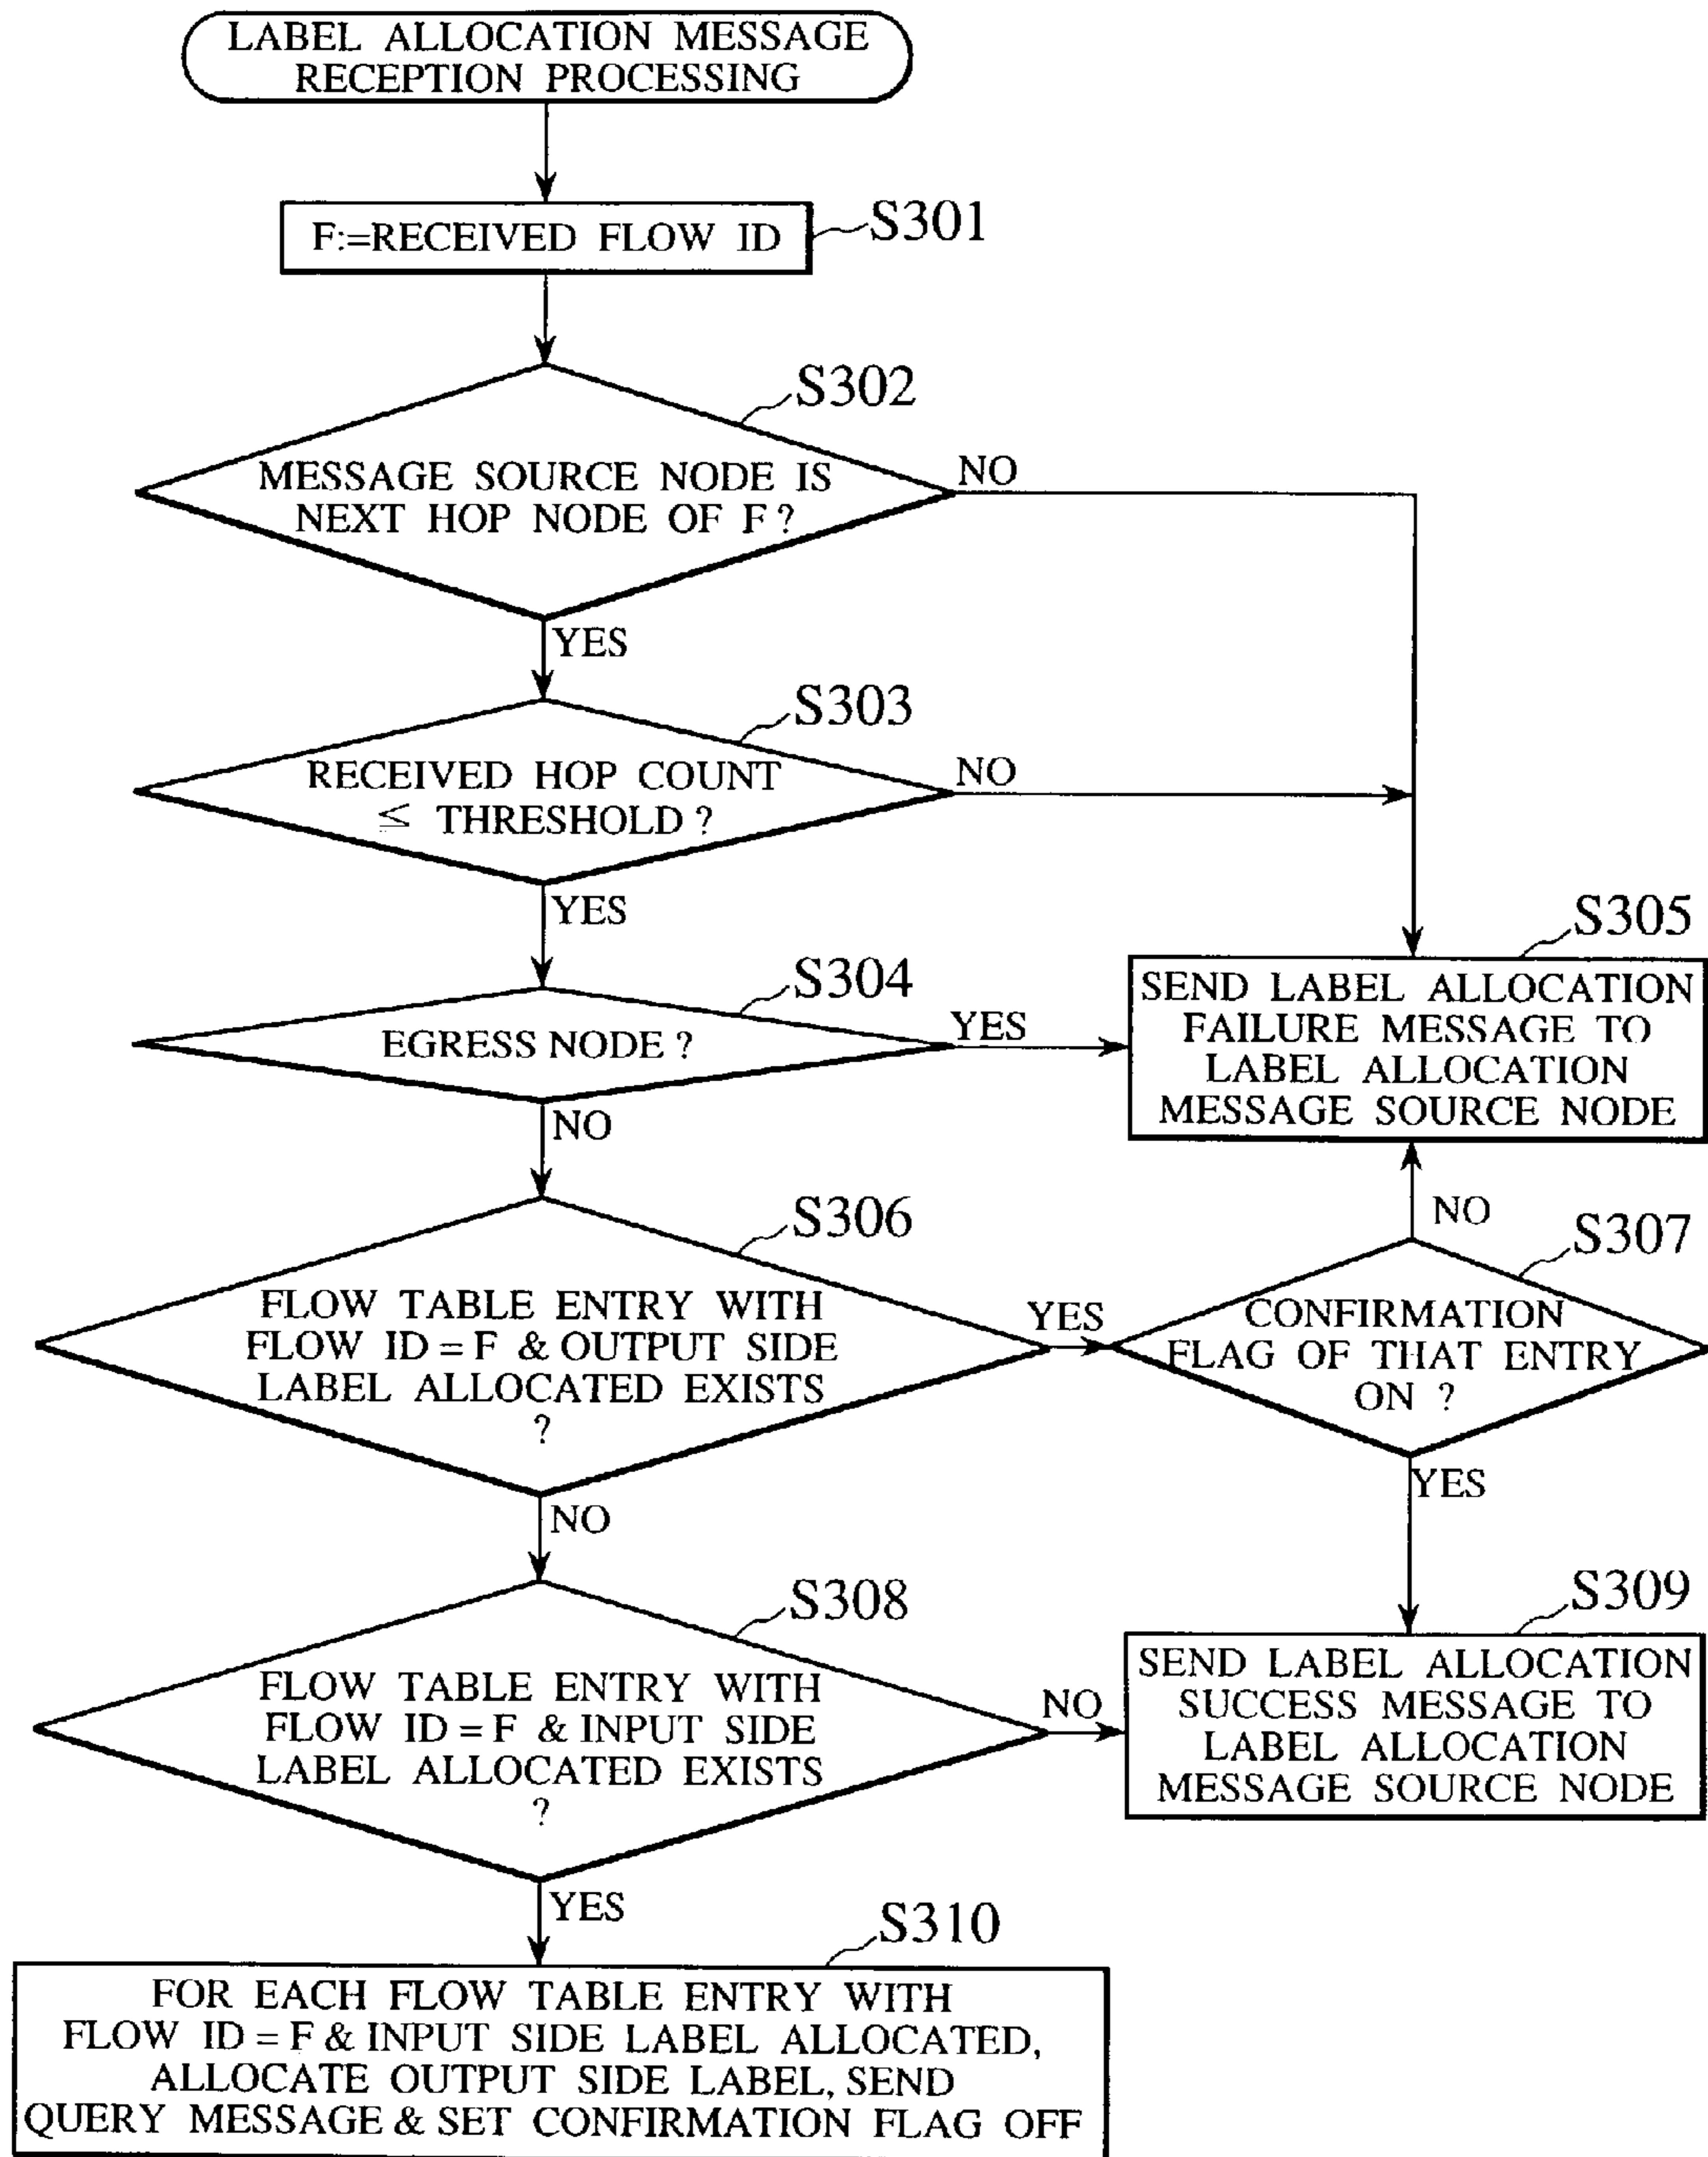 LABEL ALLOCATION MESSAGE
RECEPTION PROCESSING
F:=RECEIVED FLOW ID
S301
S302
MESSAGE SOURCE NODE IS
NEXT HOP NODE OF F ?
NO
YES
S303
RECEIVED HOP COUNT
≦ THRESHOLD ?
NO
YES
S304
EGRESS NODE ?
YES
NO
S305
SEND LABEL ALLOCATION
FAILURE MESSAGE TO
LABEL ALLOCATION
MESSAGE SOURCE NODE
S306
FLOW TABLE ENTRY WITH
FLOW ID = F & OUTPUT SIDE
LABEL ALLOCATED EXISTS
?
YES
NO
S307
CONFIRMATION
FLAG OF THAT ENTRY
ON ?
NO
YES
S308
FLOW TABLE ENTRY WITH
FLOW ID = F & INPUT SIDE
LABEL ALLOCATED EXISTS
?
NO
YES
S309
SEND LABEL ALLOCATION
SUCCESS MESSAGE TO
LABEL ALLOCATION
MESSAGE SOURCE NODE
S310
FOR EACH FLOW TABLE ENTRY WITH
FLOW ID = F & INPUT SIDE LABEL ALLOCATED,
ALLOCATE OUTPUT SIDE LABEL, SEND
QUERY MESSAGE & SET CONFIRMATION FLAG OFF